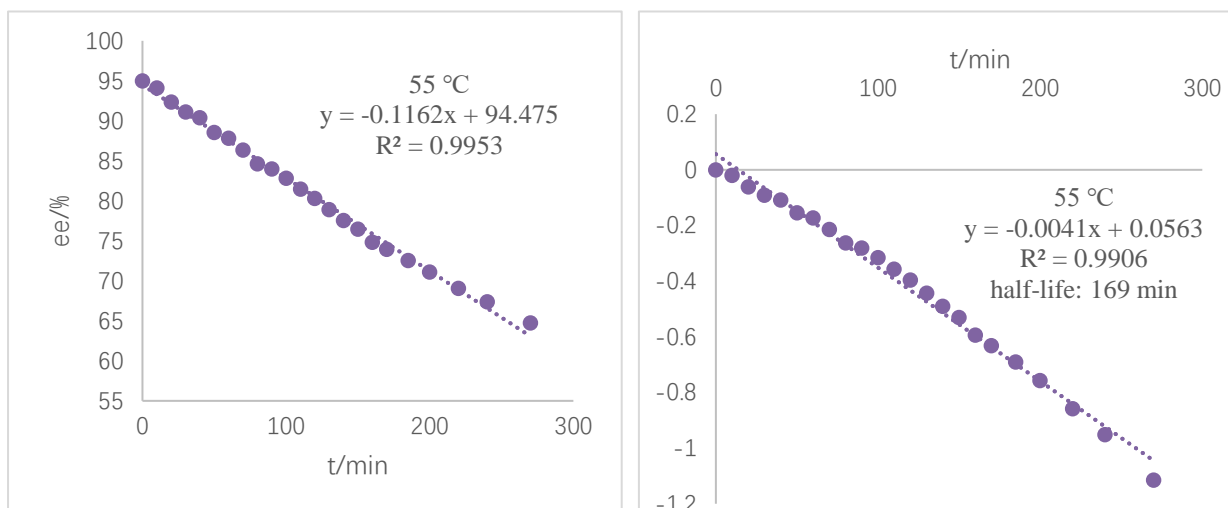 100
95
90
85
80
75
70
65
60
55
ee/%
0
100
200
300
t/min
55 °C
y = -0.1162x + 94.475
R² = 0.9953
t/min
0
100
200
300
0.2
0
-0.2
-0.4
-0.6
-0.8
-1
-1.2
55 °C
y = -0.0041x + 0.0563
R² = 0.9906
half-life: 169 min